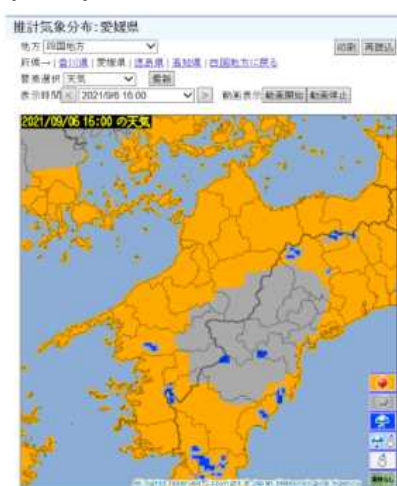 推計気象分布:愛媛県
地方 四国地方 印刷 再読込
府県→| 香川県 | 愛媛県 | 徳島県 | 高知県 | 四国地方に戻る
要素選択 天気 更新
表示時間 < 2021/9/6 16:00 > 動画表示 動画開始 動画停止
2021/09/06 16:00 の天気